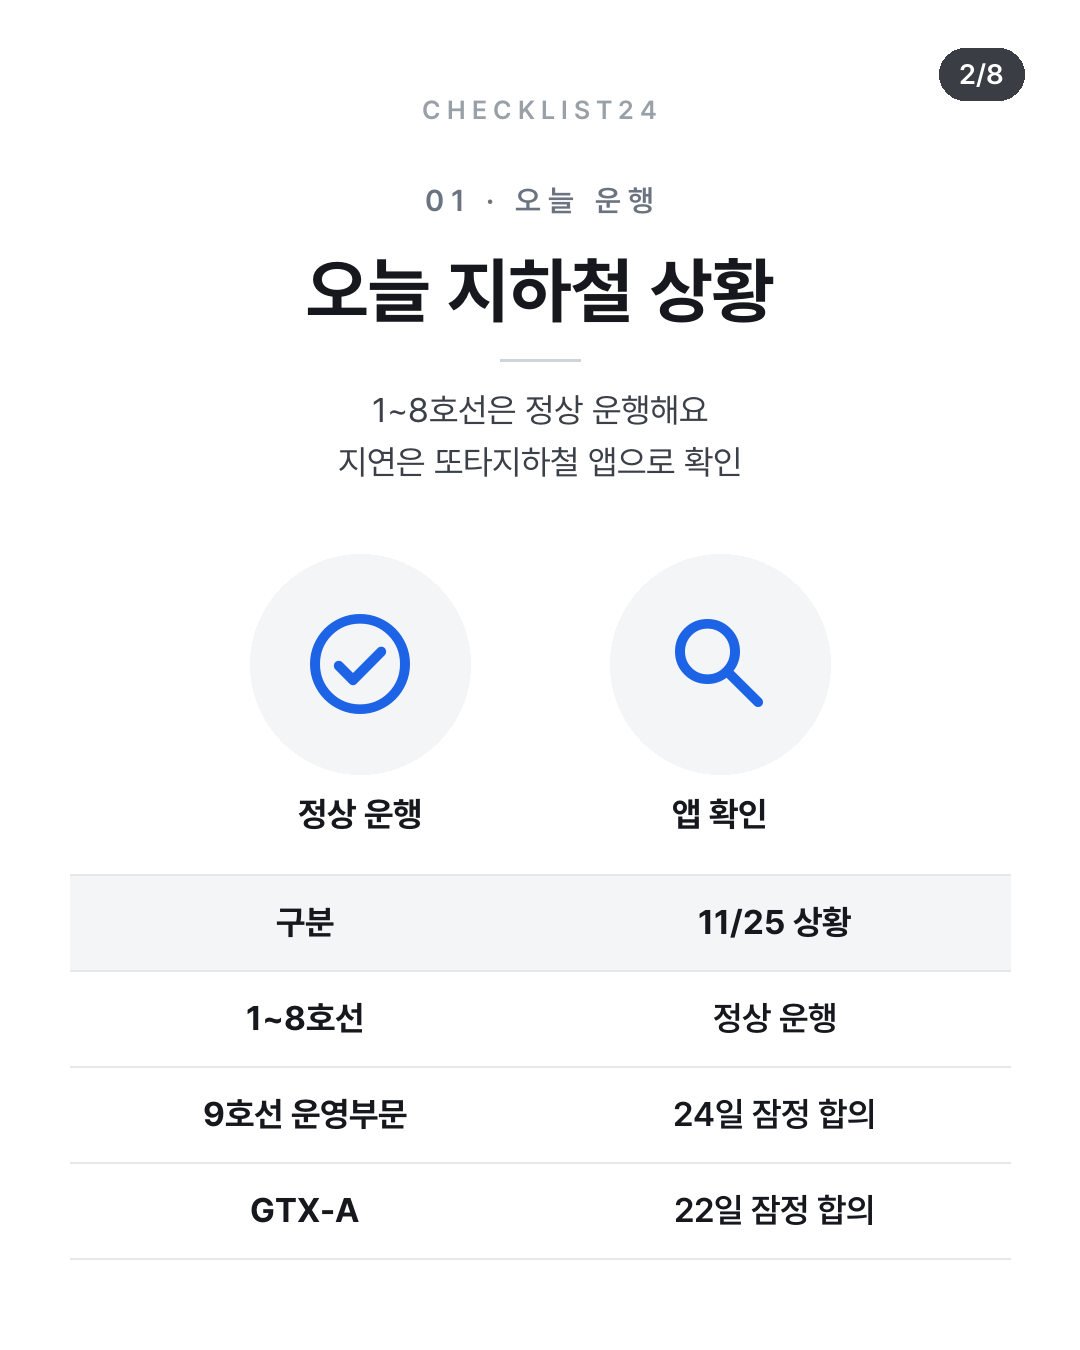 2/8
CHECKLIST24
01 · 오늘 운행
오늘 지하철 상황
1~8호선은 정상 운행해요
지연은 또타지하철 앱으로 확인
정상 운행
앱 확인
구분 11/25 상황
1~8호선 정상 운행
9호선 운영부문 24일 잠정 합의
GTX-A 22일 잠정 합의